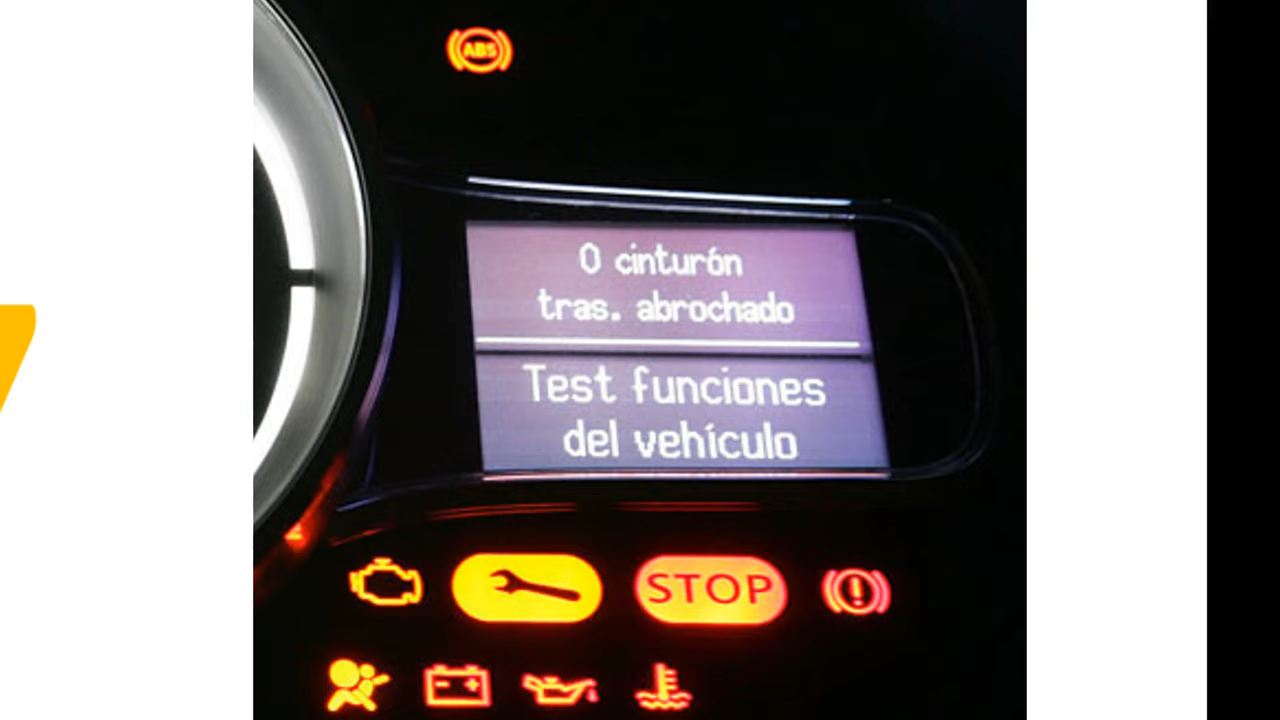 ABS
0 cinturón
tras. abrochado
Test funciones
del vehículo
STOP